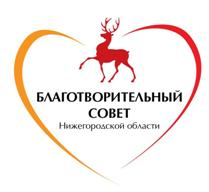 БЛАГОТВОРИТЕЛЬНЫЙ
СОВЕТ
Нижегородской области